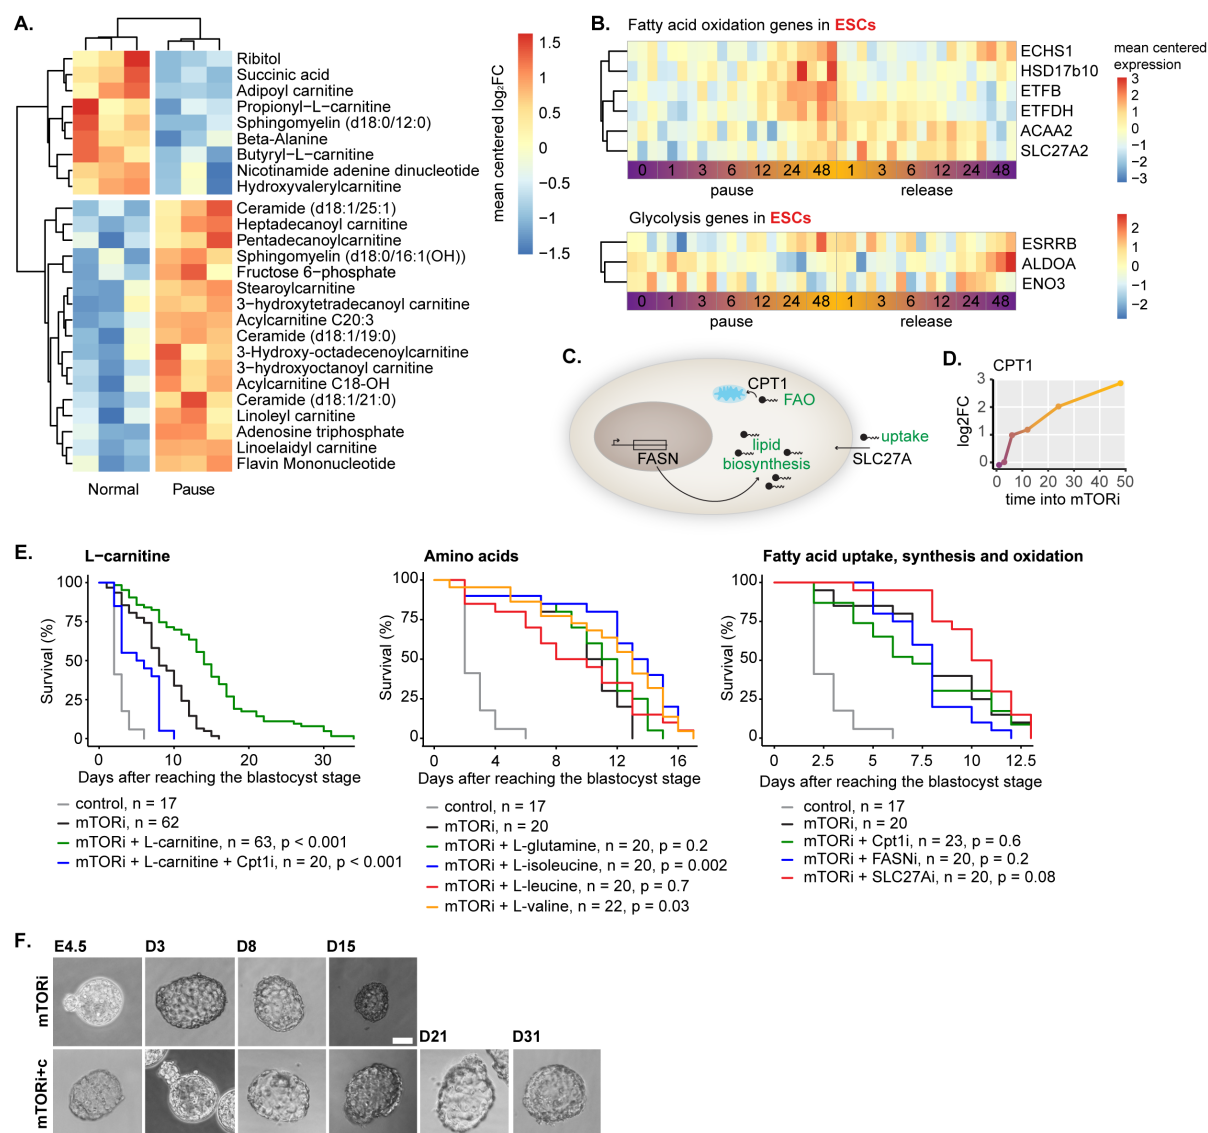 A.
Ribitol
Succinic acid
Adipoyl carnitine
Propionyl−L−carnitine
Sphingomyelin (d18:0/12:0)
Beta-Alanine
Butyryl−L−carnitine
Nicotinamide adenine dinucleotide
Hydroxyvalerylcarnitine
Ceramide (d18:1/25:1)
Heptadecanoyl carnitine
Pentadecanoylcarnitine
Sphingomyelin (d18:0/16:1(OH))
Fructose 6−phosphate
Stearoylcarnitine
3−hydroxytetradecanoyl carnitine
Acylcarnitine C20:3
Ceramide (d18:1/19:0)
3-Hydroxy-octadecenoylcarnitine
3−hydroxyoctanoyl carnitine
Acylcarnitine C18-OH
Ceramide (d18:1/21:0)
Linoleyl carnitine
Adenosine triphosphate
Linoelaidyl carnitine
Flavin Mononucleotide
Normal Pause
mean centered log2FC
1.5
1
0.5
0
−0.5
−1
−1.5
B. Fatty acid oxidation genes in ESCs
ECHS1
HSD17b10
ETFB
ETFDH
ACAA2
SLC27A2
0 1 3 6 12 24 48 1 3 6 12 24 48
pause release
mean centered
expression
3
2
1
0
−1
−2
−3
Glycolysis genes in ESCs
ESRRB
ALDOA
ENO3
0 1 3 6 12 24 48 1 3 6 12 24 48
pause release
2
1
0
−1
−2
C.
CPT1
FAO
FASN
lipid
biosynthesis
uptake
SLC27A
D.
CPT1
log2FC
3
2
1
0
0 10 20 30 40 50
time into mTORi
E.
L−carnitine
Survival (%)
100
75
50
25
0
0 10 20 30
Days after reaching the blastocyst stage
control, n = 17
mTORi, n = 62
mTORi + L-carnitine, n = 63, p < 0.001
mTORi + L-carnitine + Cpt1i, n = 20, p < 0.001
Amino acids
Survival (%)
100
75
50
25
0
0 4 8 12 16
Days after reaching the blastocyst stage
control, n = 17
mTORi, n = 20
mTORi + L-glutamine, n = 20, p = 0.2
mTORi + L-isoleucine, n = 20, p = 0.002
mTORi + L-leucine, n = 20, p = 0.7
mTORi + L-valine, n = 22, p = 0.03
Fatty acid uptake, synthesis and oxidation
Survival (%)
100
75
50
25
0
0 2.5 5 7.5 10 12.5
Days after reaching the blastocyst stage
control, n = 17
mTORi, n = 20
mTORi + Cpt1i, n = 23, p = 0.6
mTORi + FASNi, n = 20, p = 0.2
mTORi + SLC27Ai, n = 20, p = 0.08
F.
E4.5 D3 D8 D15
mTORi
D21 D31
mTORi+c